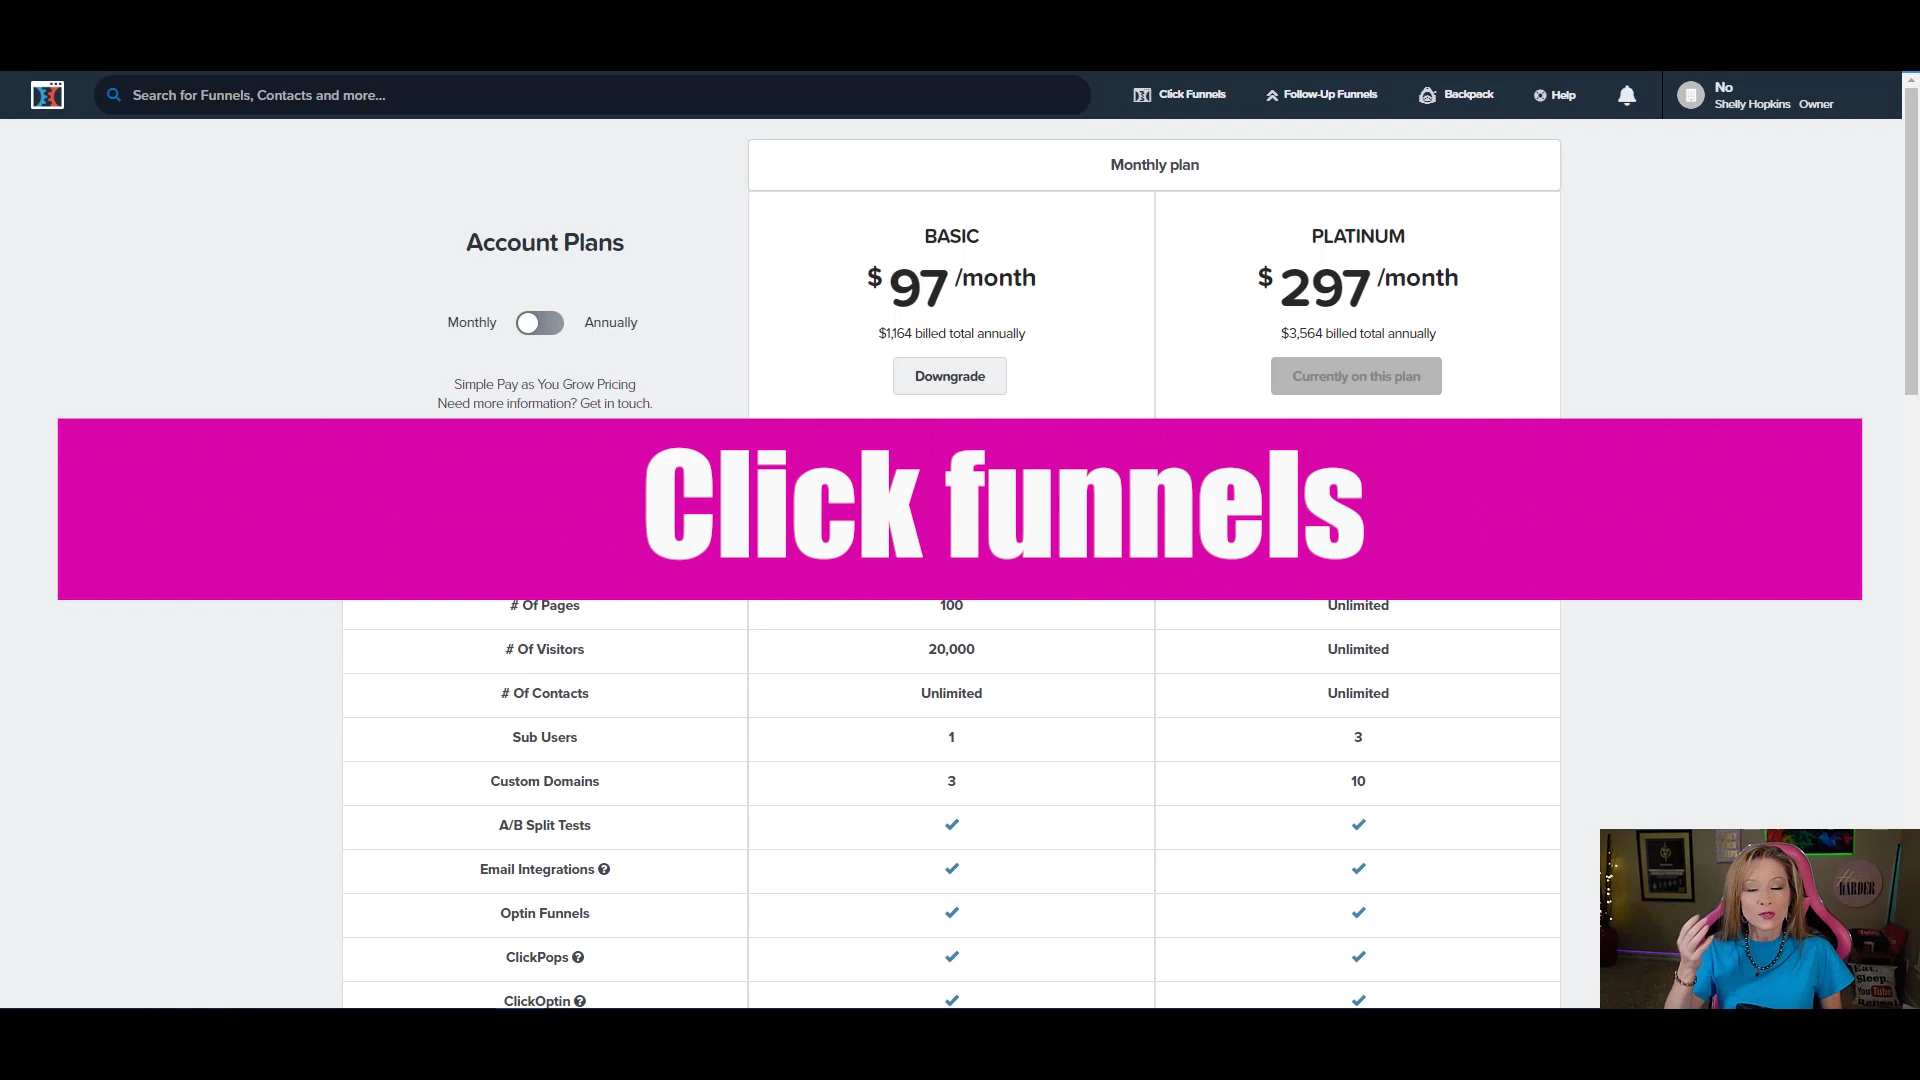 Search for Funnels, Contacts and more...
Click Funnels
Follow-Up Funnels
Backpack
Help
No
Shelly Hopkins Owner
Monthly plan
Account Plans
Monthly
Annually
Simple Pay as You Grow Pricing
Need more information? Get in touch.
BASIC
$ 97 /month
$1,164 billed total annually
Downgrade
PLATINUM
$ 297 /month
$3,564 billed total annually
Currently on this plan
Click funnels
# Of Pages 100 Unlimited
# Of Visitors 20,000 Unlimited
# Of Contacts Unlimited Unlimited
Sub Users 1 3
Custom Domains 3 10
A/B Split Tests
Email Integrations
Optin Funnels
ClickPops
ClickOptin
HARDER
Eat.
Sleep.
YouTube
Repeat